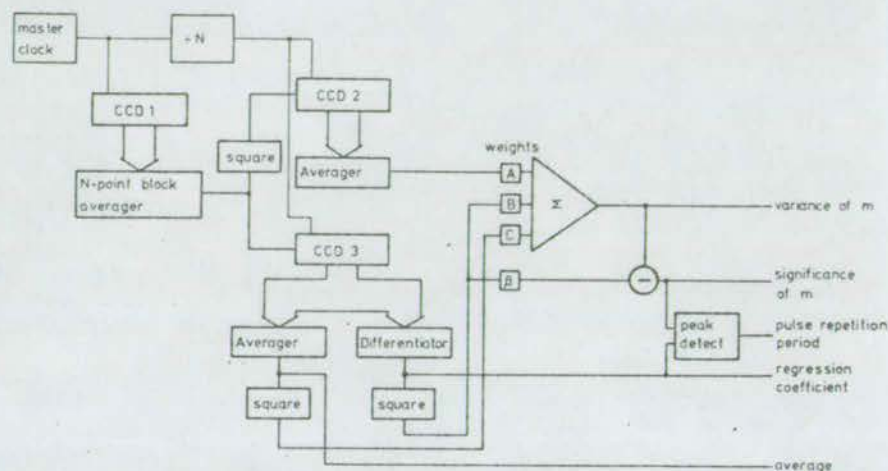 master
clock
÷N
CCD 1
CCD 2
square
Averager
N-point block
averager
weights
A
B
C
Σ
variance of m
CCD 3
β
−
significance
of m
peak
detect
pulse repetition
period
Averager
Differentiator
regression
coefficient
square
square
average